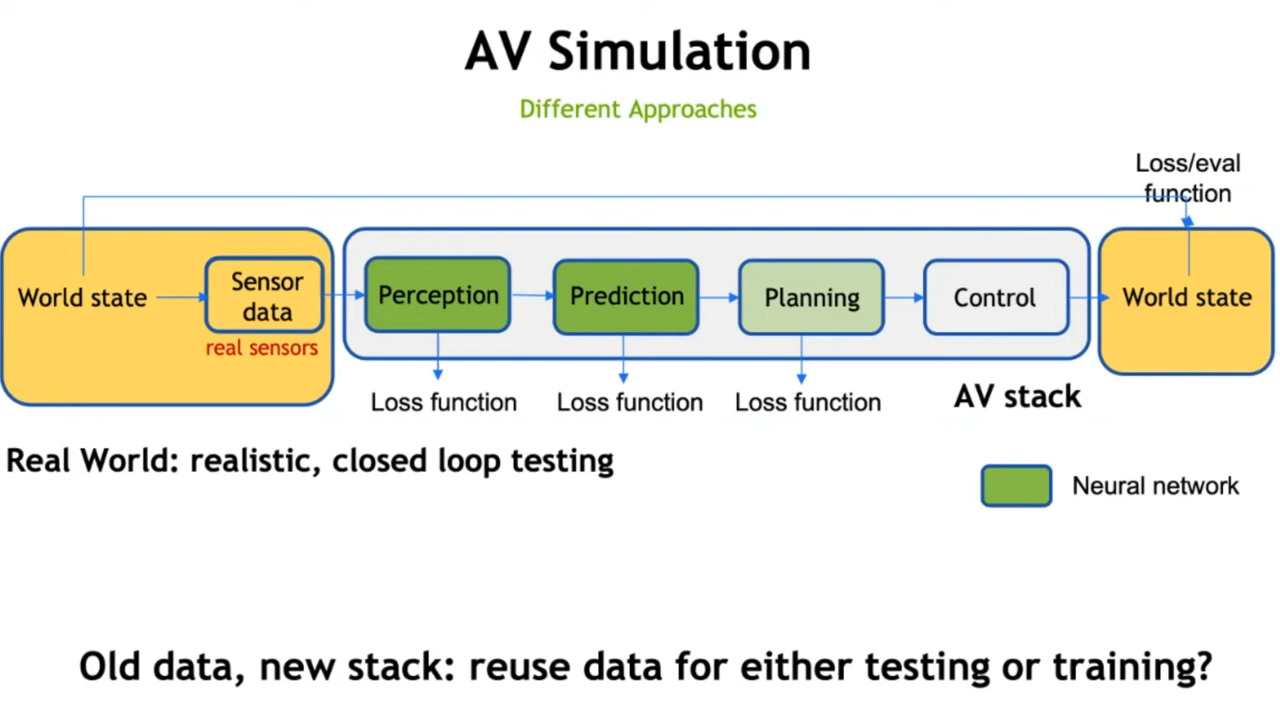 AV Simulation
Different Approaches
Loss/eval
function
World state
Sensor
data
real sensors
Perception
Prediction
Planning
Control
World state
Loss function
Loss function
Loss function
AV stack
Real World: realistic, closed loop testing
Neural network
Old data, new stack: reuse data for either testing or training?